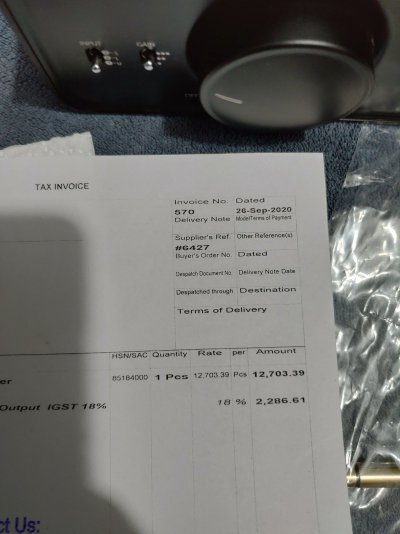 INPUT GAIN
TAX INVOICE
Invoice No. Dated
570 26-Sep-2020
Delivery Note Mode/Terms of Payment
Supplier's Ref. Other Reference(s)
#6427
Buyer's Order No. Dated
Despatch Document No. Delivery Note Date
Despatched through Destination
Terms of Delivery
HSN/SAC Quantity Rate per Amount
er 85184000 1 Pcs 12,703.39 Pcs 12,703.39
Output IGST 18% 18 % 2,286.61
ct Us: